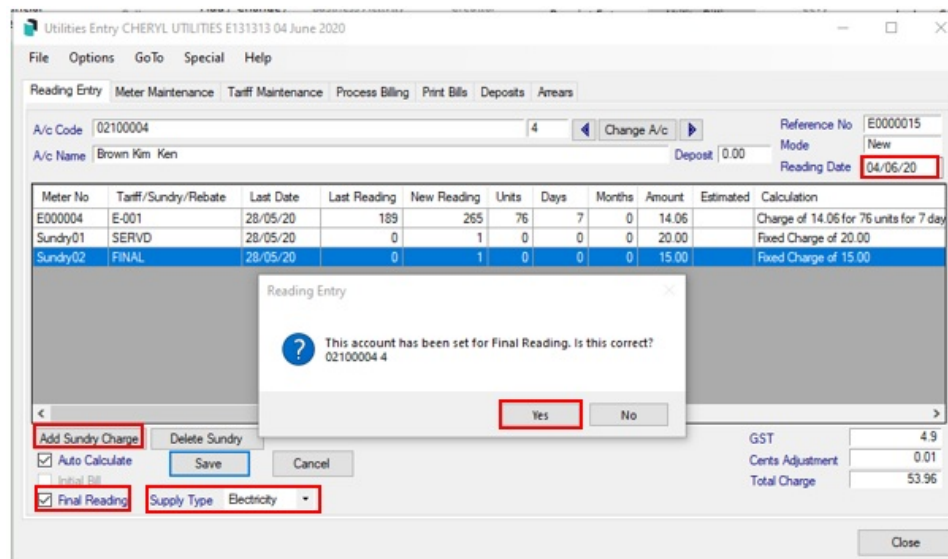 Utilities Entry CHERYL UTILITIES E131313 04 June 2020
File Options GoTo Special Help
Reading Entry Meter Maintenance Tariff Maintenance Process Billing Print Bills Deposits Arrears
A/c Code 02100004 4 Change A/c Reference No E0000015
Mode New
A/c Name Brown Kim Ken Deposit 0.00 Reading Date 04/06/20
Meter No Tariff/Sundry/Rebate Last Date Last Reading New Reading Units Days Months Amount Estimated Calculation
E000004 E-001 28/05/20 189 265 76 7 0 14.06 Charge of 14.06 for 76 units for 7 day
Sundry01 SERVD 28/05/20 0 1 0 0 0 20.00 Fixed Charge of 20.00
Sundry02 FINAL 28/05/20 0 1 0 0 0 15.00 Fixed Charge of 15.00
Reading Entry
This account has been set for Final Reading. Is this correct?
02100004 4
Yes No
Add Sundry Charge Delete Sundry GST 4.9
Auto Calculate Save Cancel Cents Adjustment 0.01
Initial Bill Total Charge 53.96
Final Reading Supply Type Electricity
Close